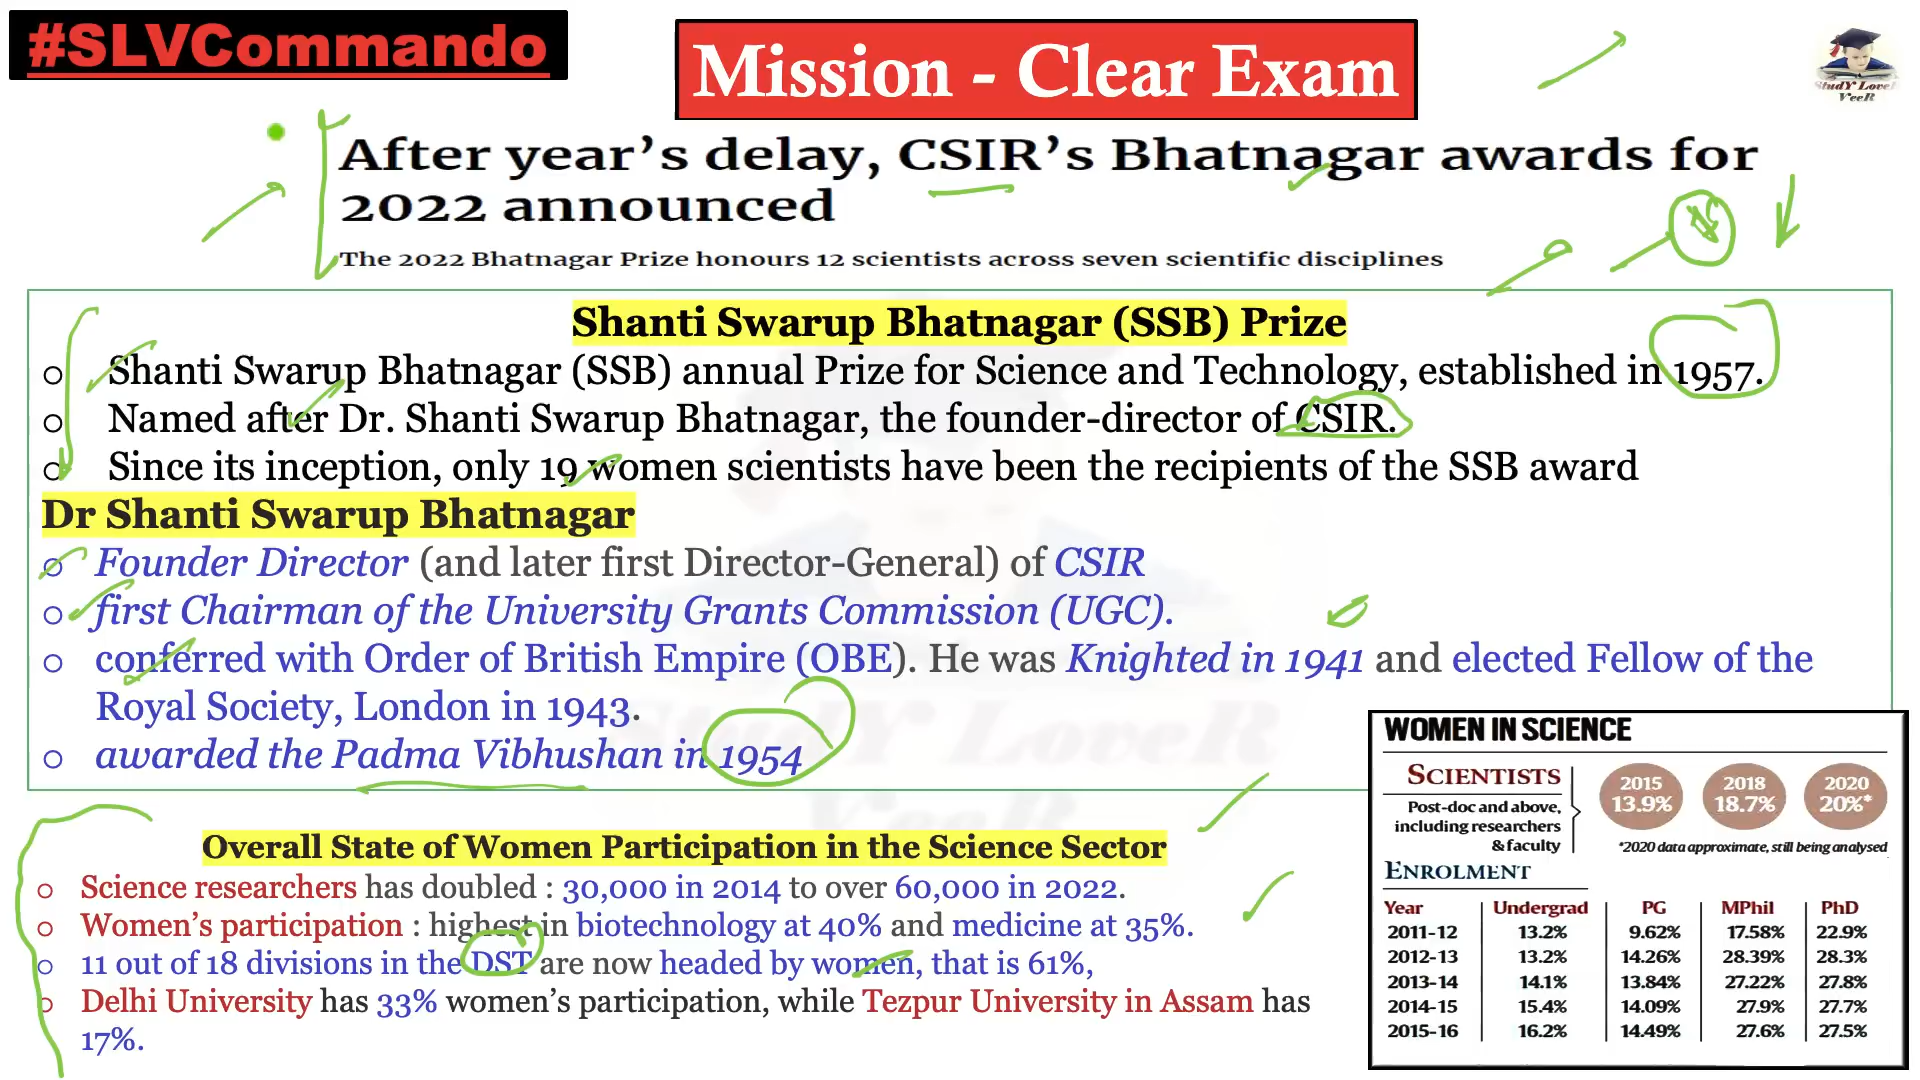 #SLVCommando
Mission - Clear Exam
StudY LoveR
VeeR
After year's delay, CSIR's Bhatnagar awards for
2022 announced
The 2022 Bhatnagar Prize honours 12 scientists across seven scientific disciplines
Shanti Swarup Bhatnagar (SSB) Prize
o Shanti Swarup Bhatnagar (SSB) annual Prize for Science and Technology, established in 1957.
o Named after Dr. Shanti Swarup Bhatnagar, the founder-director of CSIR.
o Since its inception, only 19 women scientists have been the recipients of the SSB award
Dr Shanti Swarup Bhatnagar
o Founder Director (and later first Director-General) of CSIR
o first Chairman of the University Grants Commission (UGC).
o conferred with Order of British Empire (OBE). He was Knighted in 1941 and elected Fellow of the
Royal Society, London in 1943.
o awarded the Padma Vibhushan in 1954
StudY LoveR
VeeR
Overall State of Women Participation in the Science Sector
o Science researchers has doubled : 30,000 in 2014 to over 60,000 in 2022.
o Women's participation : highest in biotechnology at 40% and medicine at 35%.
o 11 out of 18 divisions in the DST are now headed by women, that is 61%,
o Delhi University has 33% women's participation, while Tezpur University in Assam has
17%.
WOMEN IN SCIENCE
SCIENTISTS
Post-doc and above,
including researchers
& faculty
2015 2018 2020
13.9% 18.7% 20%*
*2020 data approximate, still being analysed
ENROLMENT
Year Undergrad PG MPhil PhD
2011-12 13.2% 9.62% 17.58% 22.9%
2012-13 13.2% 14.26% 28.39% 28.3%
2013-14 14.1% 13.84% 27.22% 27.8%
2014-15 15.4% 14.09% 27.9% 27.7%
2015-16 16.2% 14.49% 27.6% 27.5%